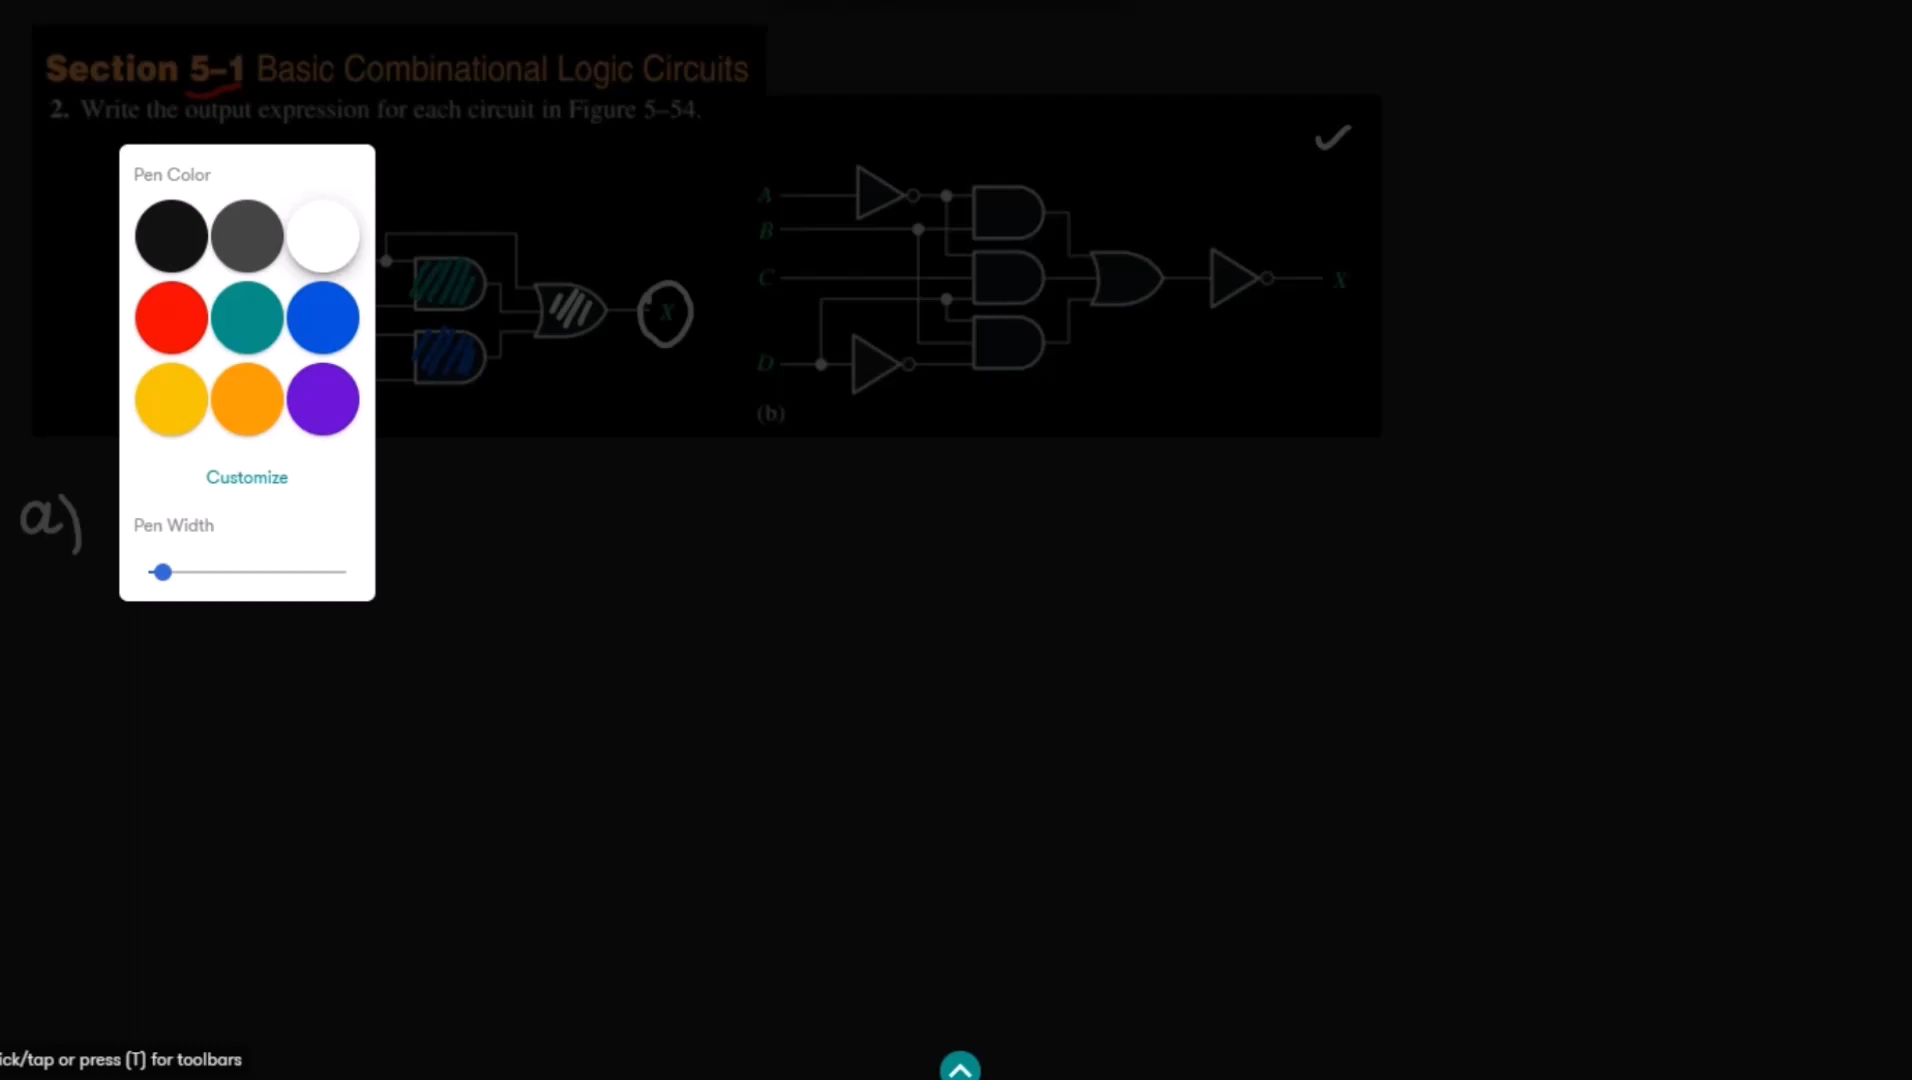 Section 5–1 Basic Combinational Logic Circuits
2. Write the output expression for each circuit in Figure 5–54.
Pen Color
A
B
C
X
X
D
(b)
Customize
a)
Pen Width
ick/tap or press (T) for toolbars